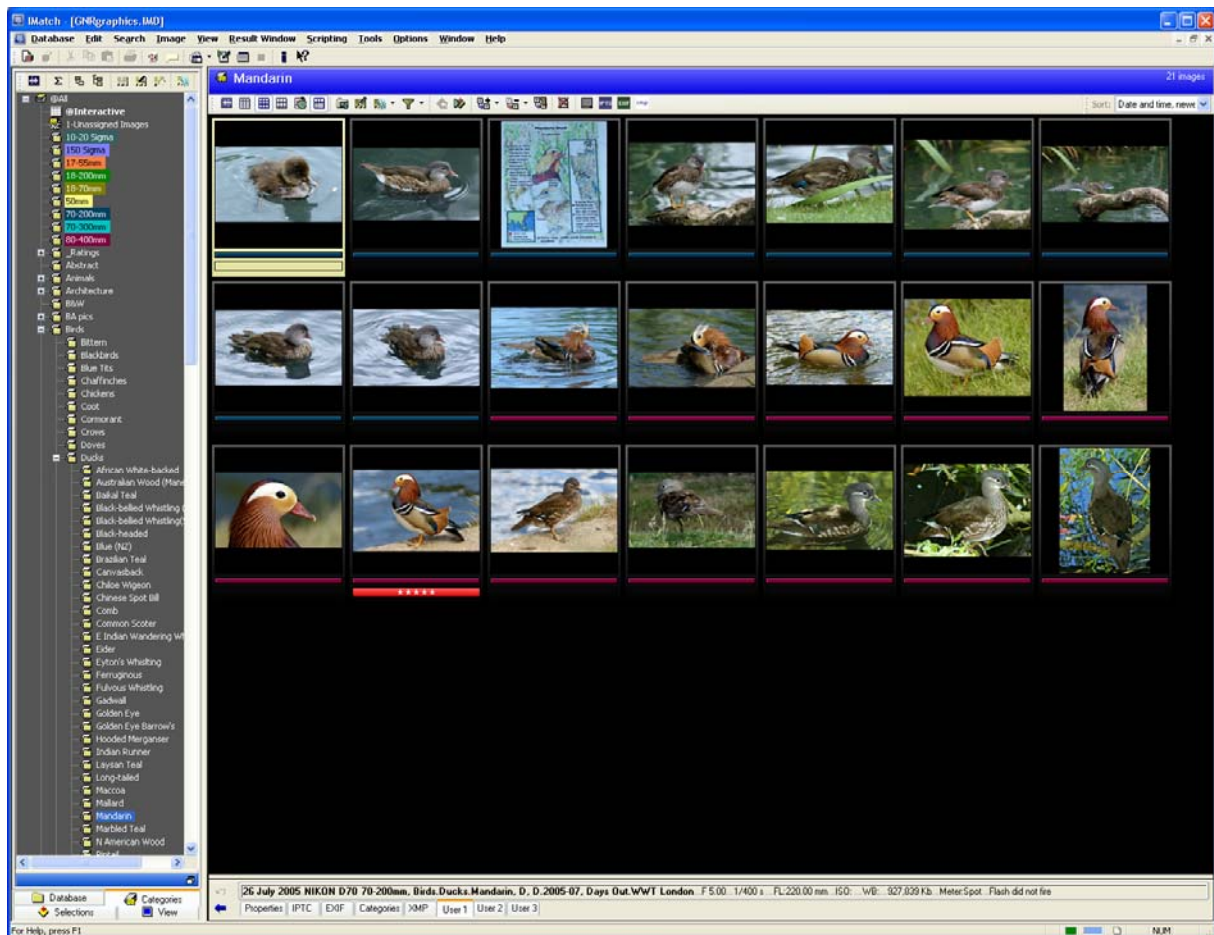 IMatch - [GNRgraphics.IMD]
Database Edit Search Image View Result Window Scripting Tools Options Window Help
Mandarin
21 images
Sort: Date and time, newe
@All
@Interactive
1-Unassigned Images
10-20 Sigma
150 Sigma
17-55mm
18-200mm
18-70mm
50mm
70-200mm
70-300mm
80-400mm
_Ratings
Abstract
Animals
Architecture
B&W
BA pics
Birds
Bittern
Blackbirds
Blue Tits
Chaffinches
Chickens
Coot
Cormorant
Crows
Doves
Ducks
African White-backed
Australian Wood (Mane
Baikal Teal
Black-bellied Whistling (
Black-bellied Whistling(
Black-headed
Blue (NZ)
Brazilian Teal
Canvasback
Chiloe Wigeon
Chinese Spot Bill
Comb
Common Scoter
E Indian Wandering Wh
Eider
Eyton's Whistling
Ferruginous
Fulvous Whistling
Gadwall
Golden Eye
Golden Eye Barrow's
Hooded Merganser
Indian Runner
Laysan Teal
Long-tailed
Maccoa
Mallard
Mandarin
Marbled Teal
N American Wood
Pintail
Database Categories
Selections View
26 July 2005 NIKON D70 70-200mm, Birds.Ducks.Mandarin, D, D.2005-07, Days Out.WWT London ..F 5.00 ..1/400 s ..FL:220.00 mm ..ISO: ..WB: ..927,839 Kb ..Meter:Spot ..Flash did not fire
Properties IPTC EXIF Categories XMP User 1 User 2 User 3
For Help, press F1
NUM